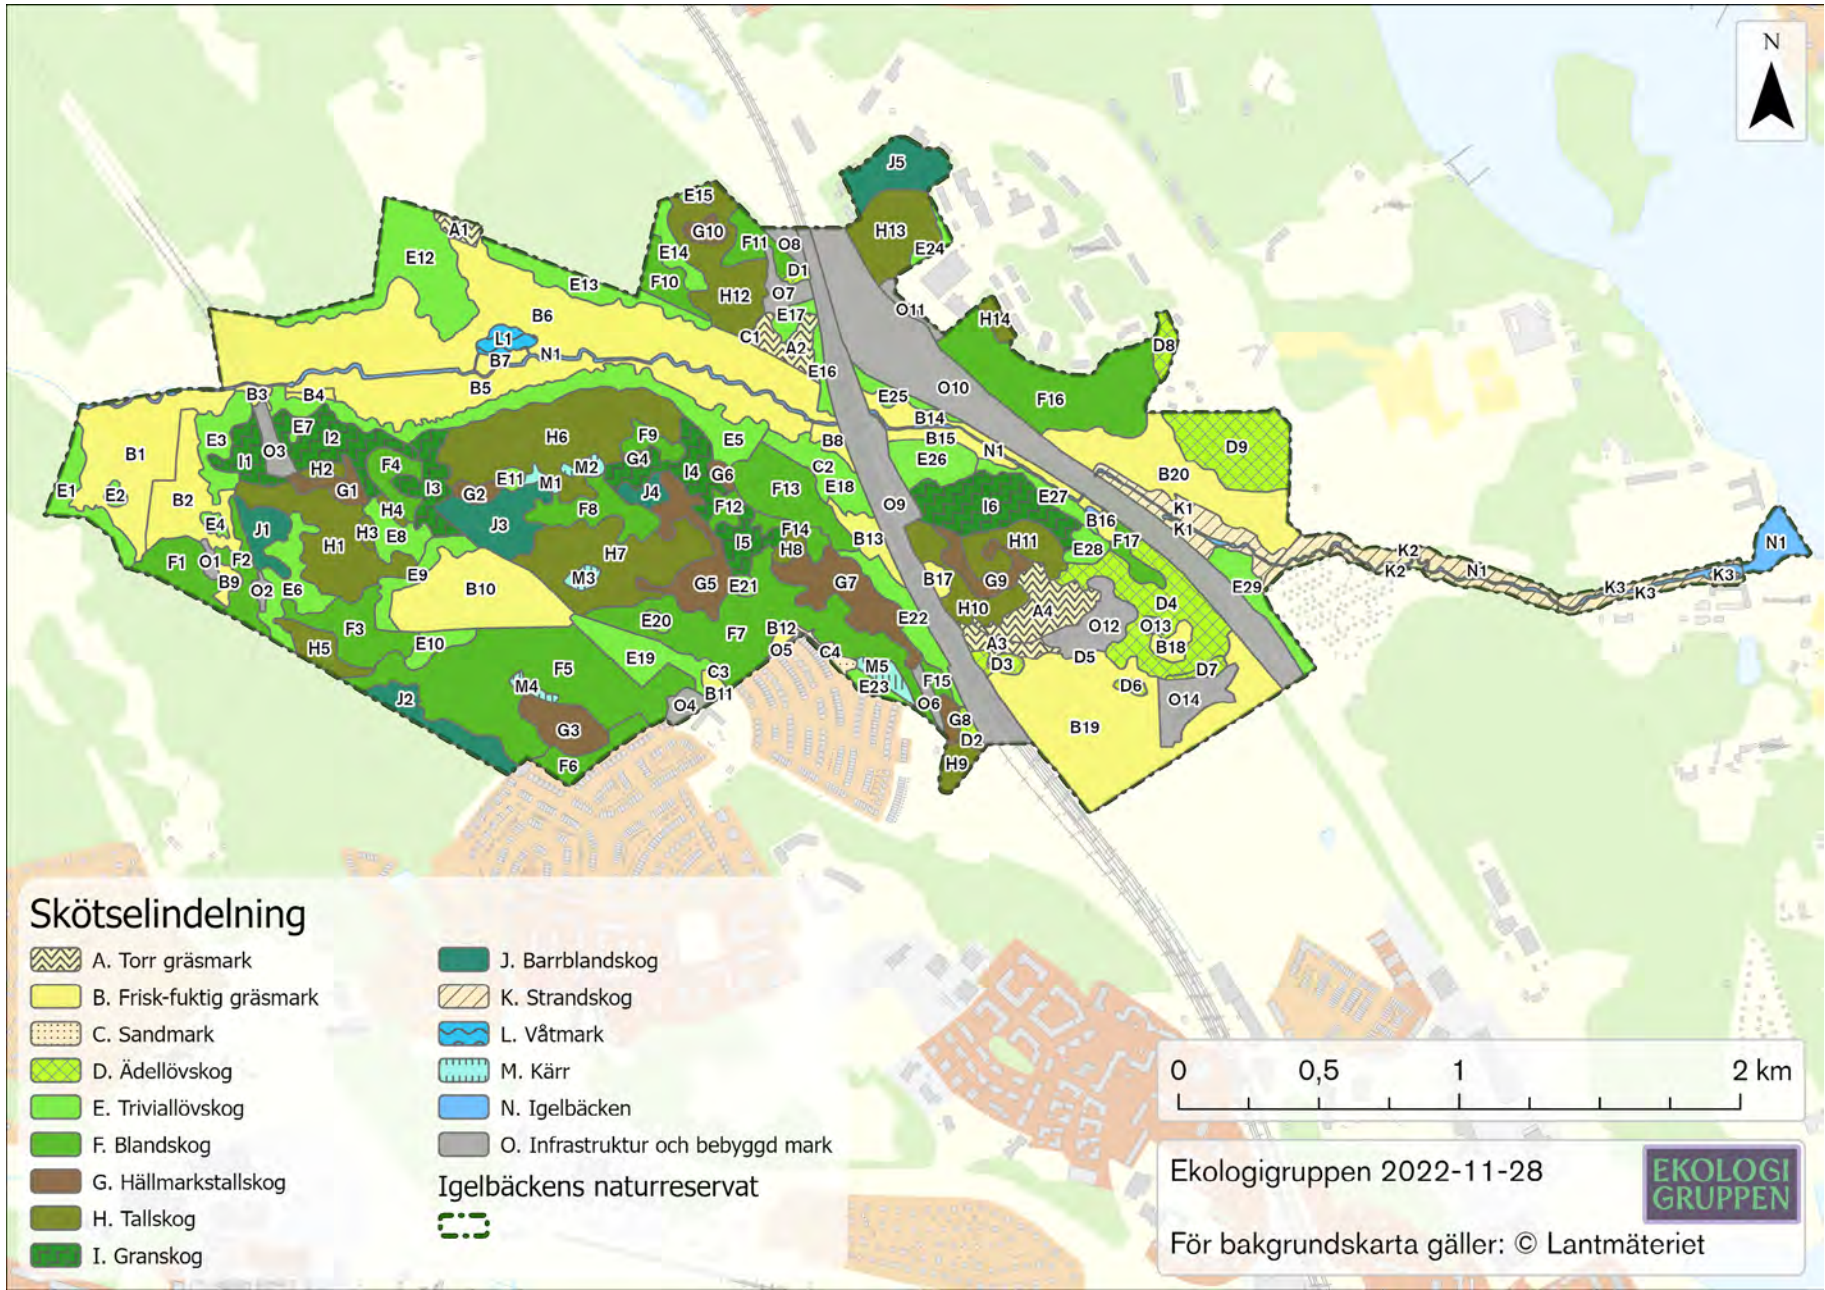 N
J5
E15
A1
G10
F11
O8
H13
E12
E14
E24
D1
F10
E13
H12
O7
O11
B6
E17
H14
C1
A2
L1
D8
B7
N1
E16
B5
O10
B3
B4
E25
F16
B14
E7
E3
I2
H6
F9
E5
B8
B15
D9
O3
G4
N1
B1
I1
H2
F4
M2
I4
C2
E26
B20
G6
E11
M1
E1
E2
G1
I3
G2
J4
F13
E18
E27
B2
H4
F12
O9
I6
K1
F8
B16
K1
E4
J1
H3
E8
J3
F14
F17
H1
I5
H8
B13
H11
E28
K2
F1
O1
F2
H7
N1
B9
E9
M3
G5
G7
B17
G9
K2
N1
K3
O2
E6
B10
E21
E29
K3
K3
H10
A4
D4
F3
E20
E22
O12
O13
H5
E10
F7
B12
A3
B18
O5
C4
D5
E19
D3
D7
F5
C3
M5
F15
D6
M4
E23
B11
J2
O4
O6
O14
G8
G3
B19
D2
F6
H9
Skötselindelning
A. Torr gräsmark
B. Frisk-fuktig gräsmark
C. Sandmark
D. Ädellövskog
E. Triviallövskog
F. Blandskog
G. Hällmarkstallskog
H. Tallskog
I. Granskog
J. Barrblandskog
K. Strandskog
L. Våtmark
M. Kärr
N. Igelbäcken
O. Infrastruktur och bebyggd mark
Igelbäckens naturreservat
0 0,5 1 2 km
Ekologigruppen 2022-11-28
EKOLOGI
GRUPPEN
För bakgrundskarta gäller: © Lantmäteriet